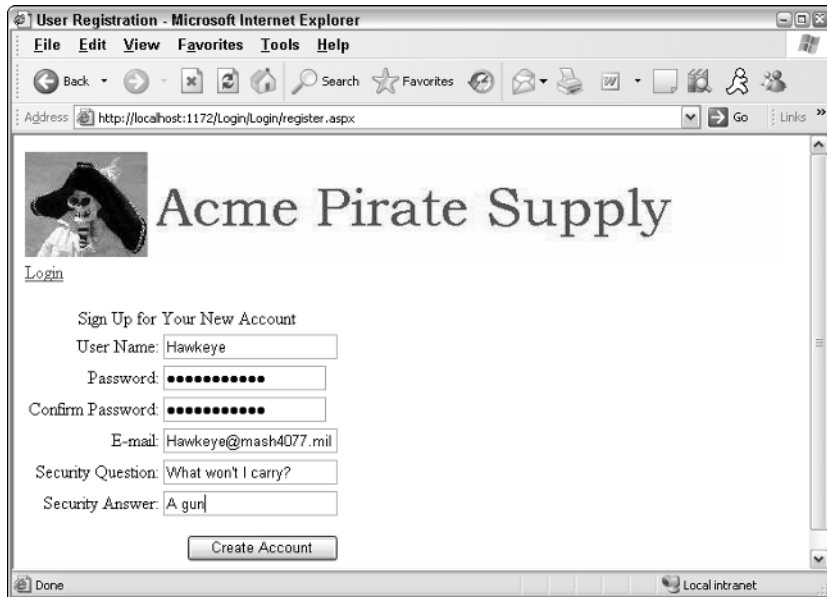 User Registration - Microsoft Internet Explorer
File Edit View Favorites Tools Help
Back Search Favorites
Address http://localhost:1172/Login/Login/register.aspx Go Links »
Acme Pirate Supply
Login
Sign Up for Your New Account
User Name: Hawkeye
Password: ●●●●●●●●●●●
Confirm Password: ●●●●●●●●●●●
E-mail: Hawkeye@mash4077.mil
Security Question: What won't I carry?
Security Answer: A gun
Create Account
Done Local intranet